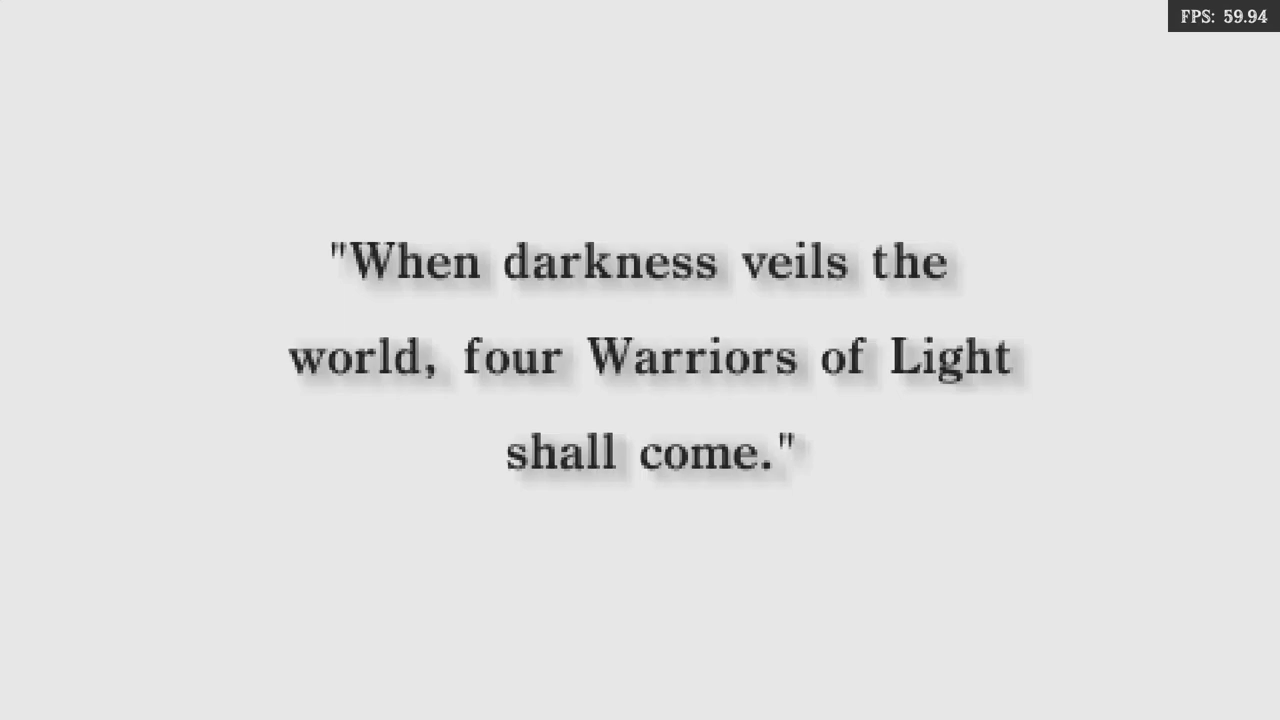 FPS: 59.94
"When darkness veils the
world, four Warriors of Light
shall come."